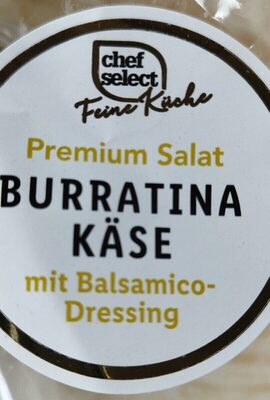 chef
select
Feine Küche
Premium Salat
BURRATINA
KÄSE
mit Balsamico-
Dressing